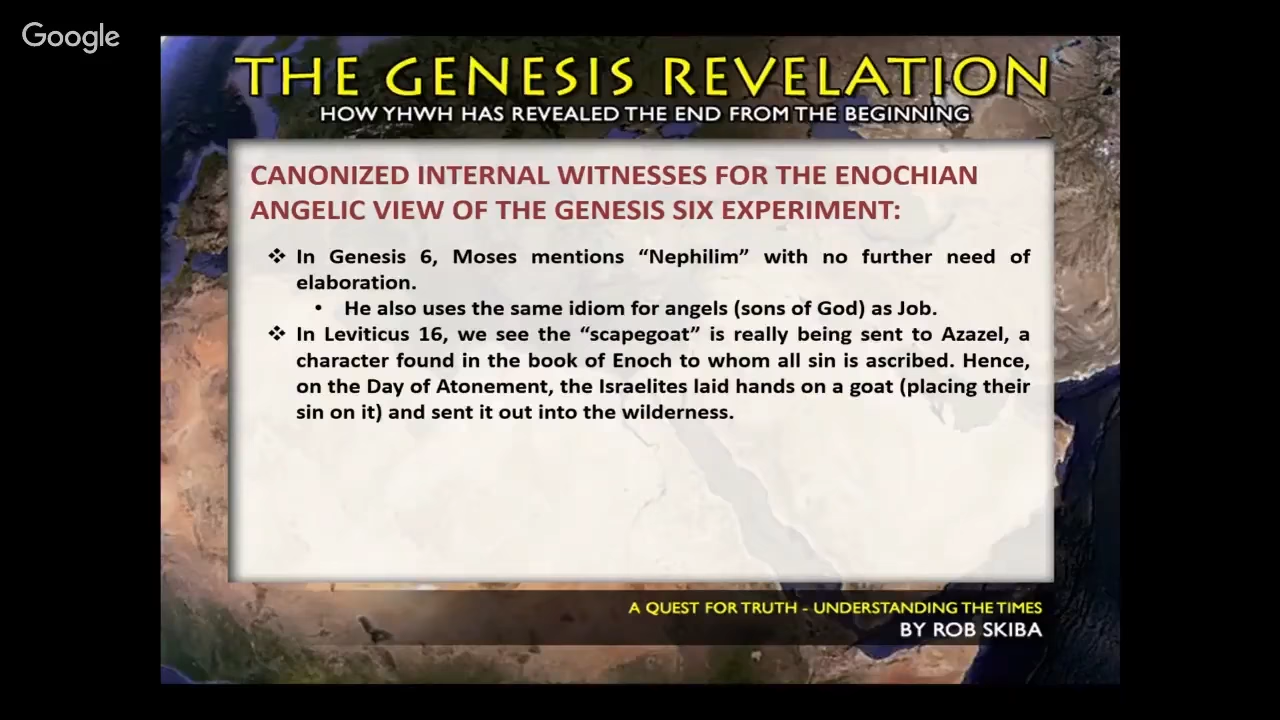 Google
THE GENESIS REVELATION
HOW YHWH HAS REVEALED THE END FROM THE BEGINNING
CANONIZED INTERNAL WITNESSES FOR THE ENOCHIAN
ANGELIC VIEW OF THE GENESIS SIX EXPERIMENT:
❖ In Genesis 6, Moses mentions “Nephilim” with no further need of
elaboration.
• He also uses the same idiom for angels (sons of God) as Job.
❖ In Leviticus 16, we see the “scapegoat” is really being sent to Azazel, a
character found in the book of Enoch to whom all sin is ascribed. Hence,
on the Day of Atonement, the Israelites laid hands on a goat (placing their
sin on it) and sent it out into the wilderness.
A QUEST FOR TRUTH - UNDERSTANDING THE TIMES
BY ROB SKIBA